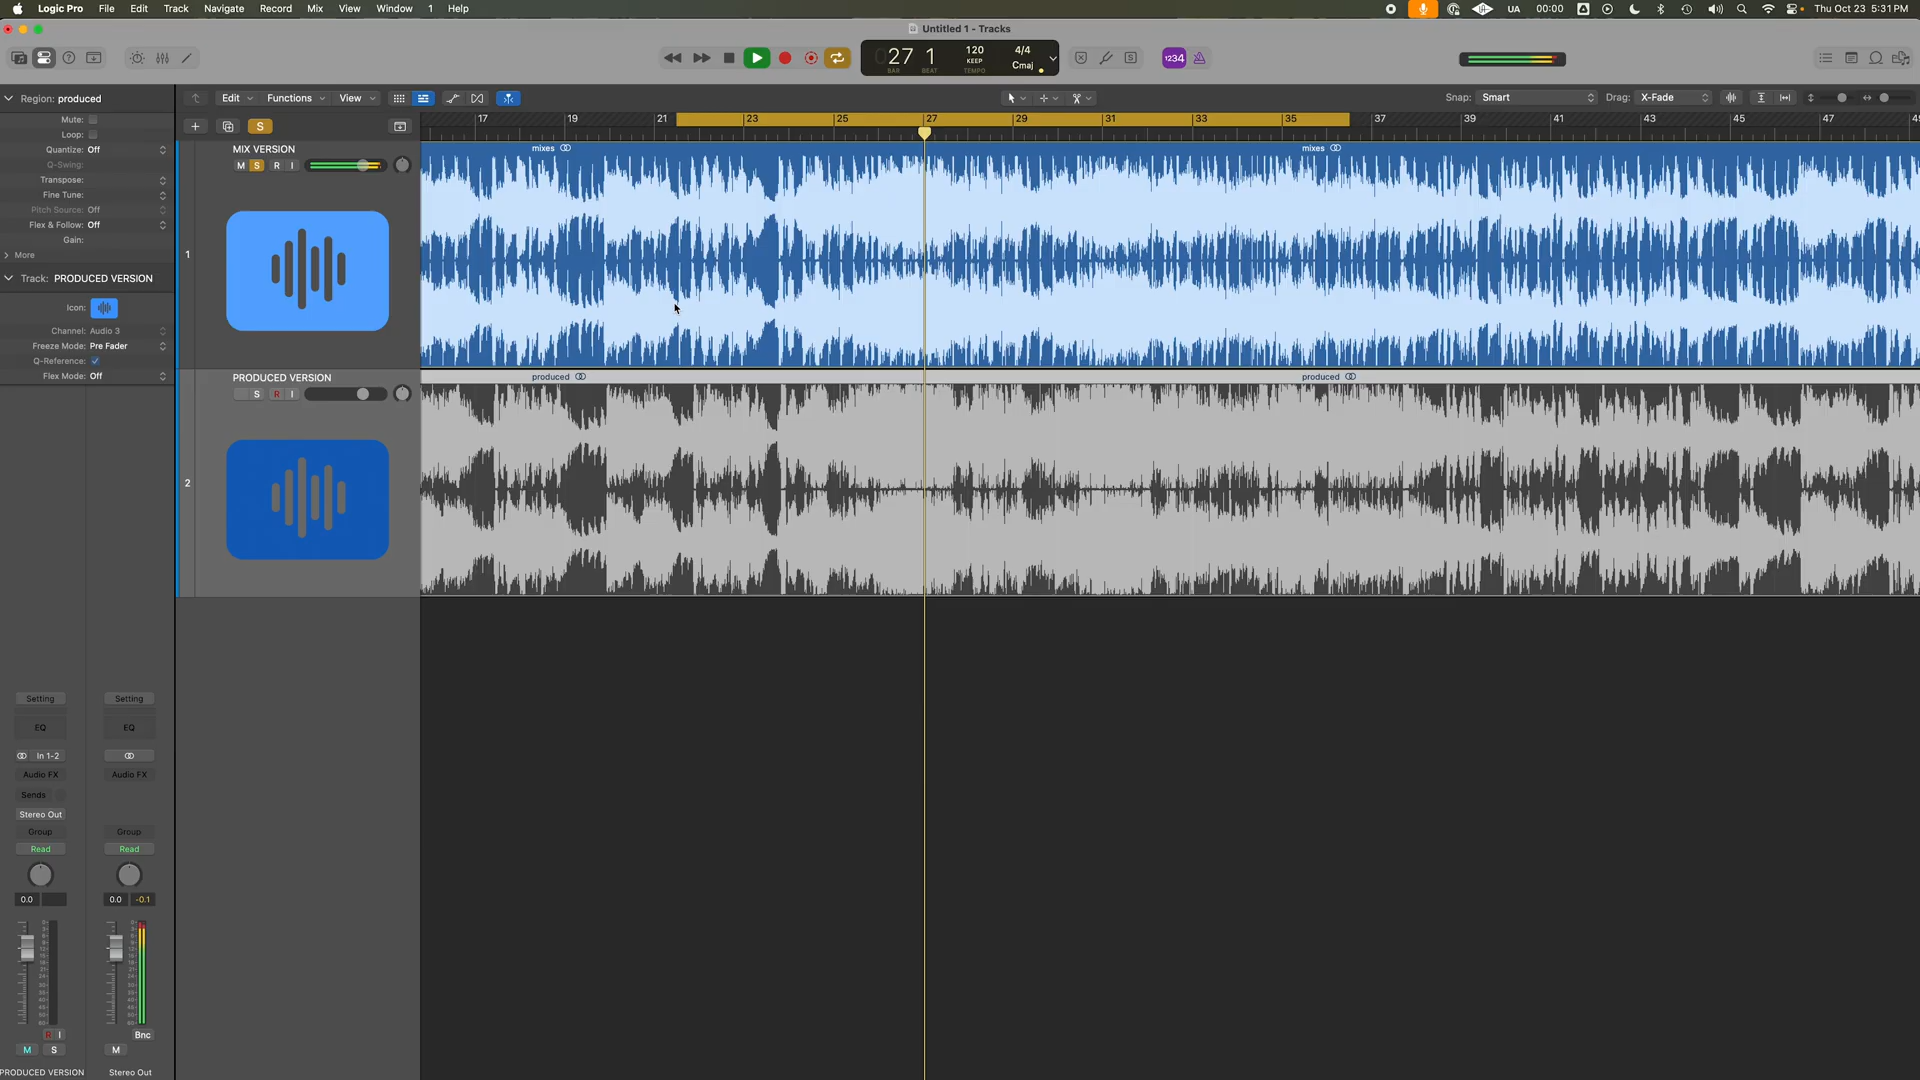 Logic Pro File Edit Track Navigate Record Mix View Window 1 Help UA 00:00 Thu Oct 23 5:31 PM
Untitled 1 - Tracks
27 1 120 KEEP 4/4 Cmaj
BAR BEAT TEMPO
1234
Region: produced
Edit Functions View Snap: Smart Drag: X-Fade
Mute:
Loop:
Quantize: Off
Q-Swing:
Transpose:
Fine Tune:
Pitch Source: Off
Flex & Follow: Off
Gain:
More
Track: PRODUCED VERSION
Icon:
Channel: Audio 3
Freeze Mode: Pre Fader
Q-Reference:
Flex Mode: Off
S
17 19 21 23 25 27 29 31 33 35 37 39 41 43 45 47
MIX VERSION
M S R I
1
mixes mixes
PRODUCED VERSION
S R I
2
produced produced
Setting Setting
EQ EQ
In 1-2
Audio FX Audio FX
Sends
Stereo Out
Group Group
Read Read
0.0 0.0 -0.1
R I Bnc
M S M
PRODUCED VERSION Stereo Out